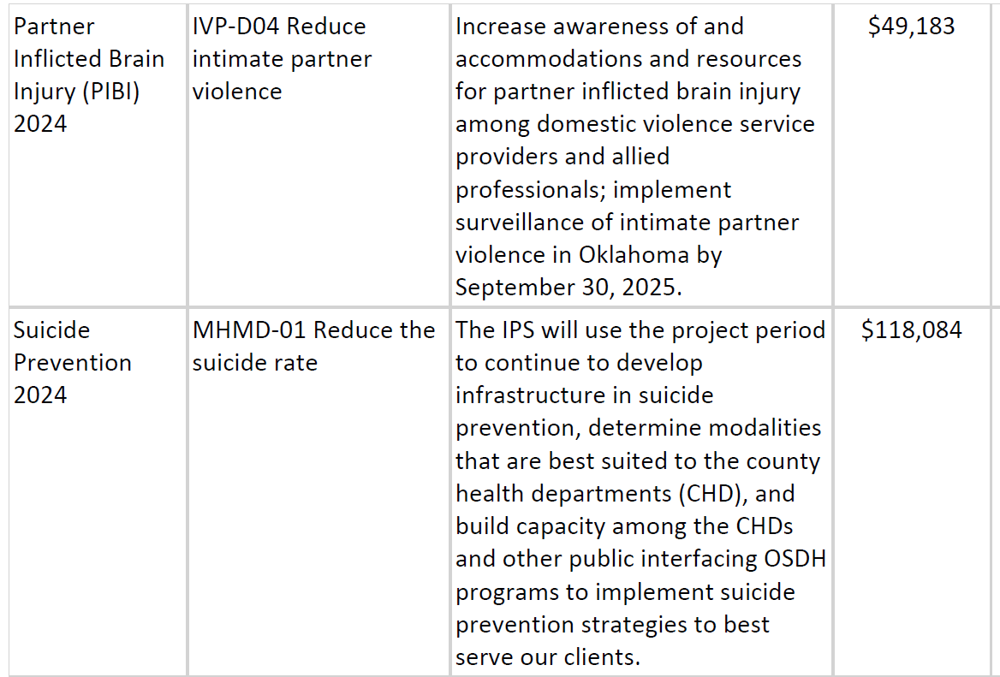 Partner
Inflicted Brain
Injury (PIBI)
2024
IVP-D04 Reduce
intimate partner
violence
Increase awareness of and
accommodations and resources
for partner inflicted brain injury
among domestic violence service
providers and allied
professionals; implement
surveillance of intimate partner
violence in Oklahoma by
September 30, 2025.
$49,183
Suicide
Prevention
2024
MHMD-01 Reduce the
suicide rate
The IPS will use the project period
to continue to develop
infrastructure in suicide
prevention, determine modalities
that are best suited to the county
health departments (CHD), and
build capacity among the CHDs
and other public interfacing OSDH
programs to implement suicide
prevention strategies to best
serve our clients.
$118,084